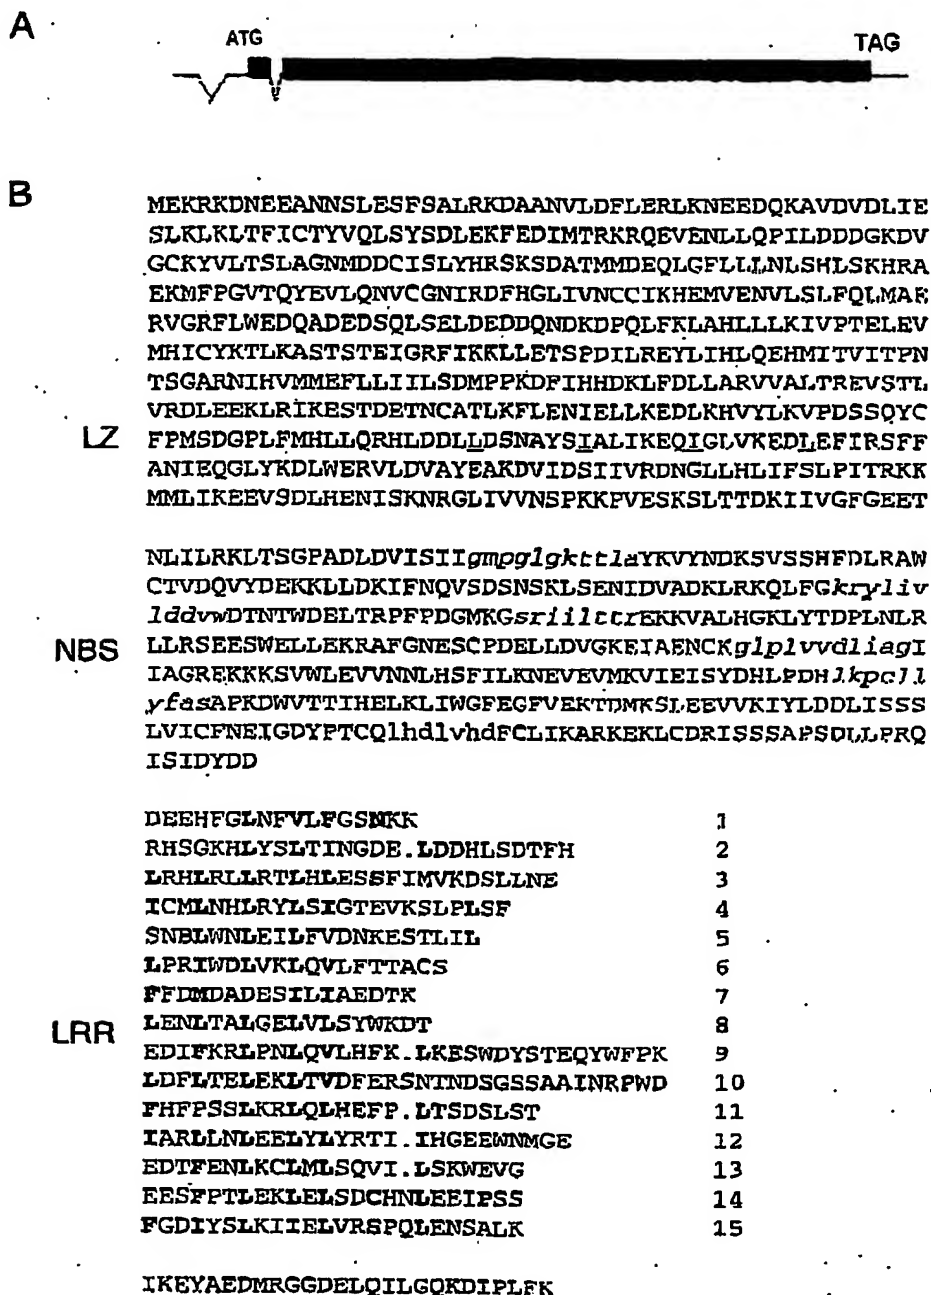 A
ATG
TAG
B
MEKRKDNEEANNSLESFSALRKDAANVLDFLERLKNEEDQKAVDVDLIE
SLKLKLTFICTYVQLSYSDLEKFEDIMTRKRQEVENLLQPILDDDGKDV
GCKYVLTSLAGNMDDCISLYHRSKSDATMMDEQLGFLLLNLSHLSKHRA
EKMFPGVTQYEVLQNVCGNIRDFHGLIVNCCIKHEMVENVLSLFQLMAE
RVGRFLWEDQADEDSQLSELDEDDQNDKDPQLFKLAHLLLKIVPTELEV
MHICYKTLKASTSTEIGRFIKKLLETSPDILREYLIHLQEHMITVITPN
TSGARNIHVMMEFLLIILSDMPPKDFIHHDKLFDLLARVVALTREVSTL
VRDLEEKLRIKESTDETNCATLKFLENIELLKEDLKHVYLKVPDSSQYC
LZ FPMSDGPLFMHLLQRHLDDLLDSNAYSIALIKEQIGLVKEDLEFIRSFF
ANIEQGLYKDLWERVLDVAYEAKDVIDSIIVRDNGLLHLIFSLPITRKK
MMLIKEEVSDLHENISKNRGLIVVNSPKKPVESKSLTTDKIIVGFGEET
NLILRKLTSGPADLDVISIIgmpglgkttlaYKVYNDKSVSSHFDLRAW
CTVDQVYDEKKLLDKIFNQVSDSNSKLSENIDVADKLRKQLFGkryliv
lddvwDTNTWDELTRPFPDGMKGsriiltttrEKKVALHGKLYTDPLNLR
NBS LLRSEESWELLEKRAFGNESCPDELLDVGKEIAENCKglplvvdliagI
IAGREKKKSVWLEVVNNLHSFILKNEVEVMKVIEISYDHLPDHlkpcll
yfasAPKDWVTTIHELKLIWGFEGFVEKTDMKSLEEVVKIYLDDLISSS
LVICFNEIGDYPTCQlhdlvhdFCLIKARKEKLCDRISSSAPSDLLPRQ
ISIDYDD
DEEHFGLNFVLFGSNKK 1
RHSGKHLYSLTINGDE.LDDHLSDTFH 2
LRHLRLLRTLHLESSFIMVKDSLLNE 3
ICMLNHLRYLSIGTEVKSLPLSF 4
SNBLWNLEILFVDNKESTLIL 5
LPRIWDLVKLQVLFTTACS 6
FFDMDADESILIAEDTK 7
LRR LENLTALGELVLSYWKDT 8
EDIFKRLPNLQVLHFK.LKESWDYSTEQYWFPK 9
LDFLTELEKLTVDFERSNTNDSGSSAAINRPWD 10
FHFPSSLKRLQLHEFP.LTSDSLST 11
IARLLNLEELYLYRTI.IHGEEWNMGE 12
EDTFENLKCLMLSQVI.LSKWEVG 13
EESFPTLEKLELSDCHNLEEIPSS 14
FGDIYSLKIIELVRSPQLENSALK 15
IKEYAEDMRGGDELQILGQKDIPLFK